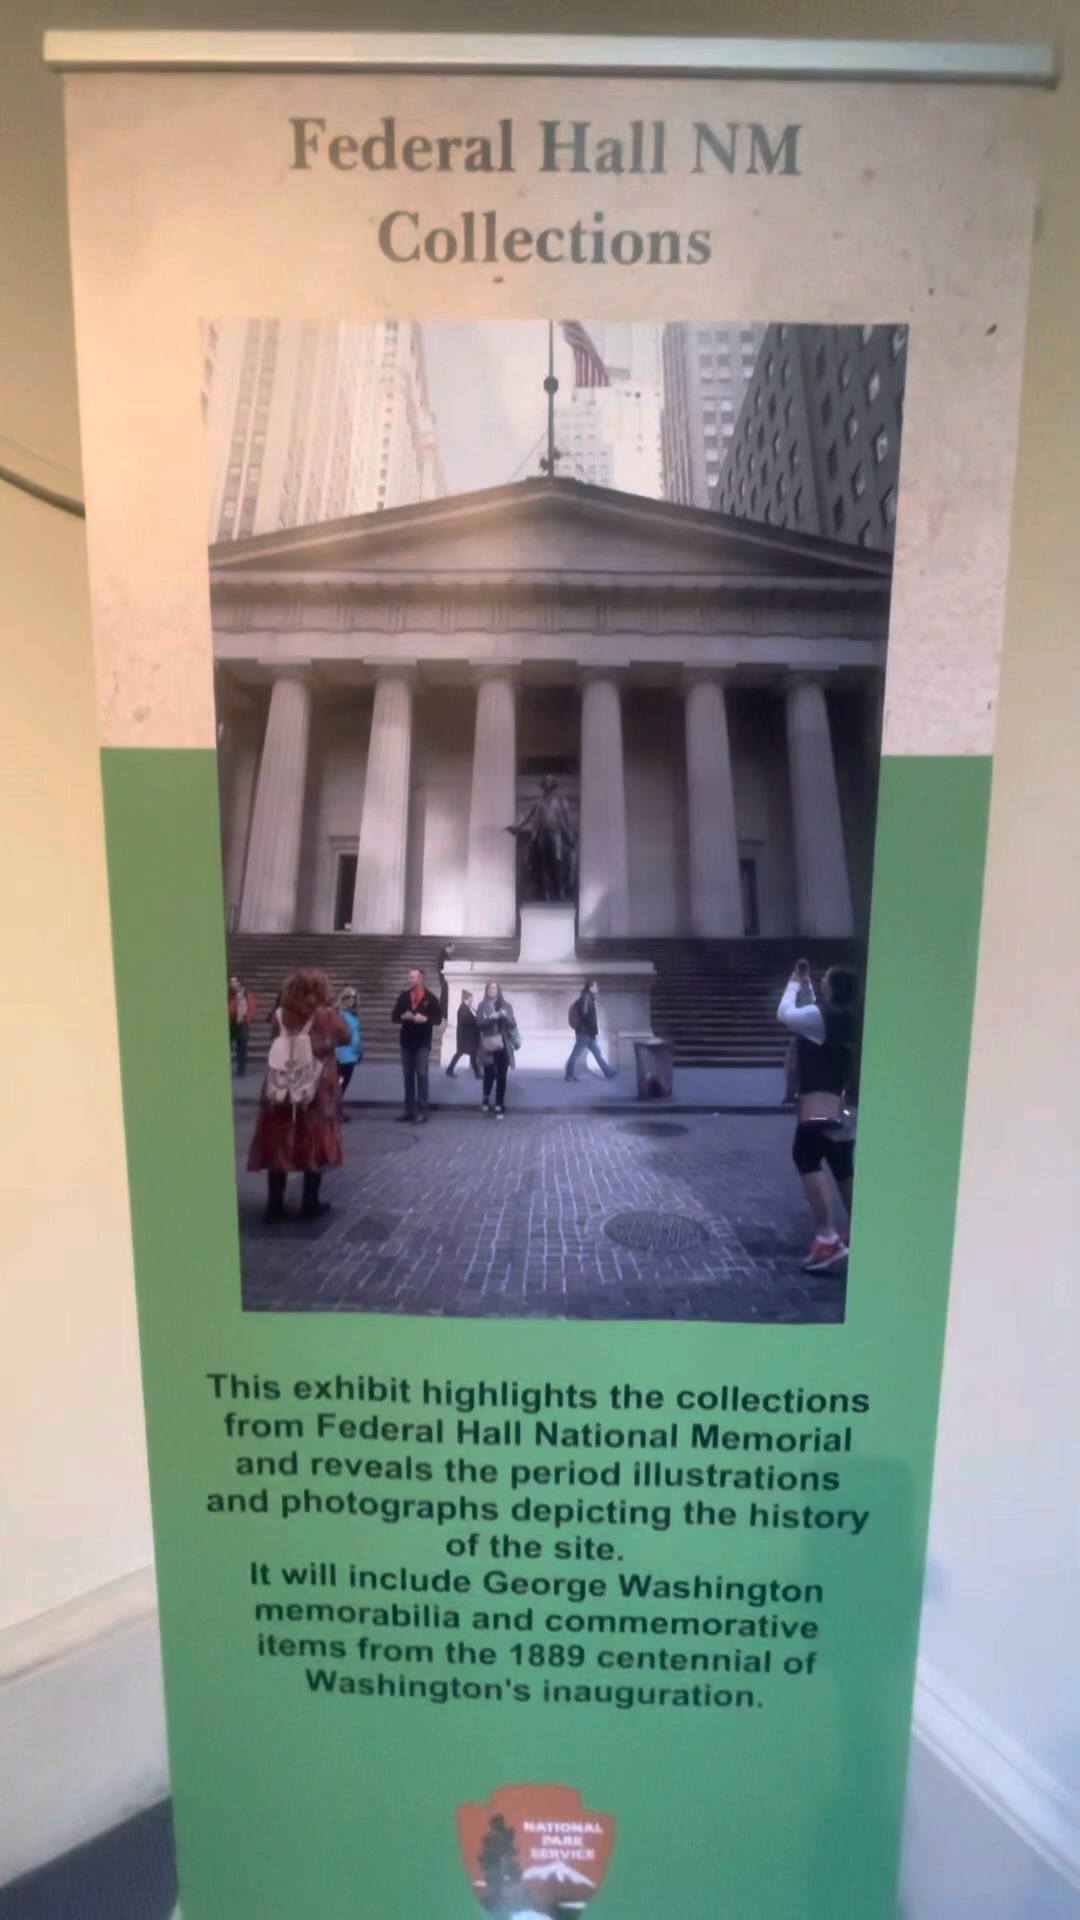 Federal Hall NM
Collections
This exhibit highlights the collections
from Federal Hall National Memorial
and reveals the period illustrations
and photographs depicting the history
of the site.
It will include George Washington
memorabilia and commemorative
items from the 1889 centennial of
Washington's inauguration.
NATIONAL
PARK
SERVICE